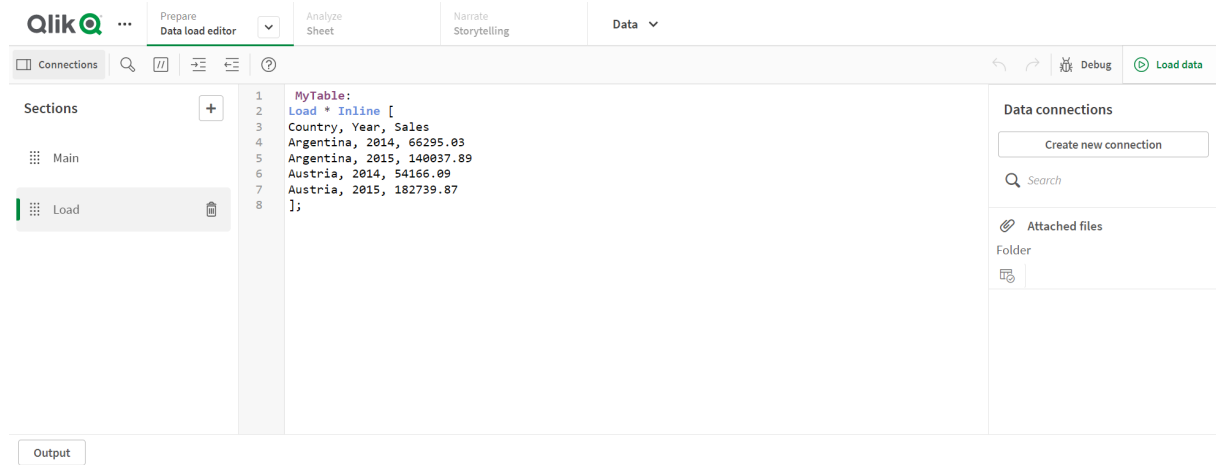 Qlik
Prepare
Data load editor
Analyze
Sheet
Narrate
Storytelling
Data
Connections
//
?
Debug
Load data
Sections
+
Main
Load
1 MyTable:
2 Load * Inline [
3 Country, Year, Sales
4 Argentina, 2014, 66295.03
5 Argentina, 2015, 140037.89
6 Austria, 2014, 54166.09
7 Austria, 2015, 182739.87
8 ];
Data connections
Create new connection
Search
Attached files
Folder
Output